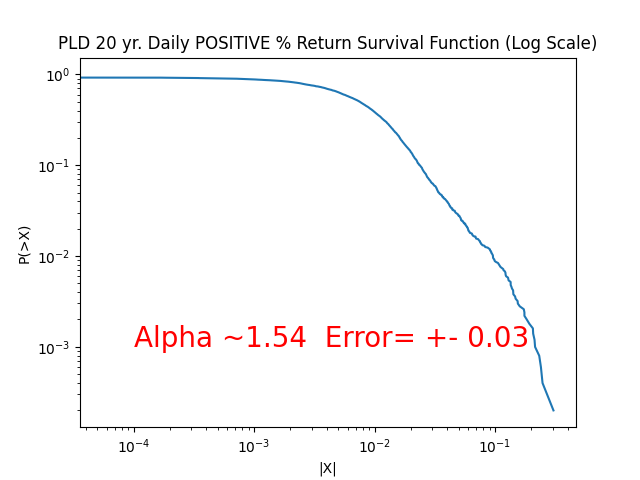 PLD 20 yr. Daily POSITIVE % Return Survival Function (Log Scale)
10⁰
10⁻¹
10⁻²
10⁻³
P(>X)
Alpha ~1.54  Error= +- 0.03
10⁻⁴
10⁻³
10⁻²
10⁻¹
|X|